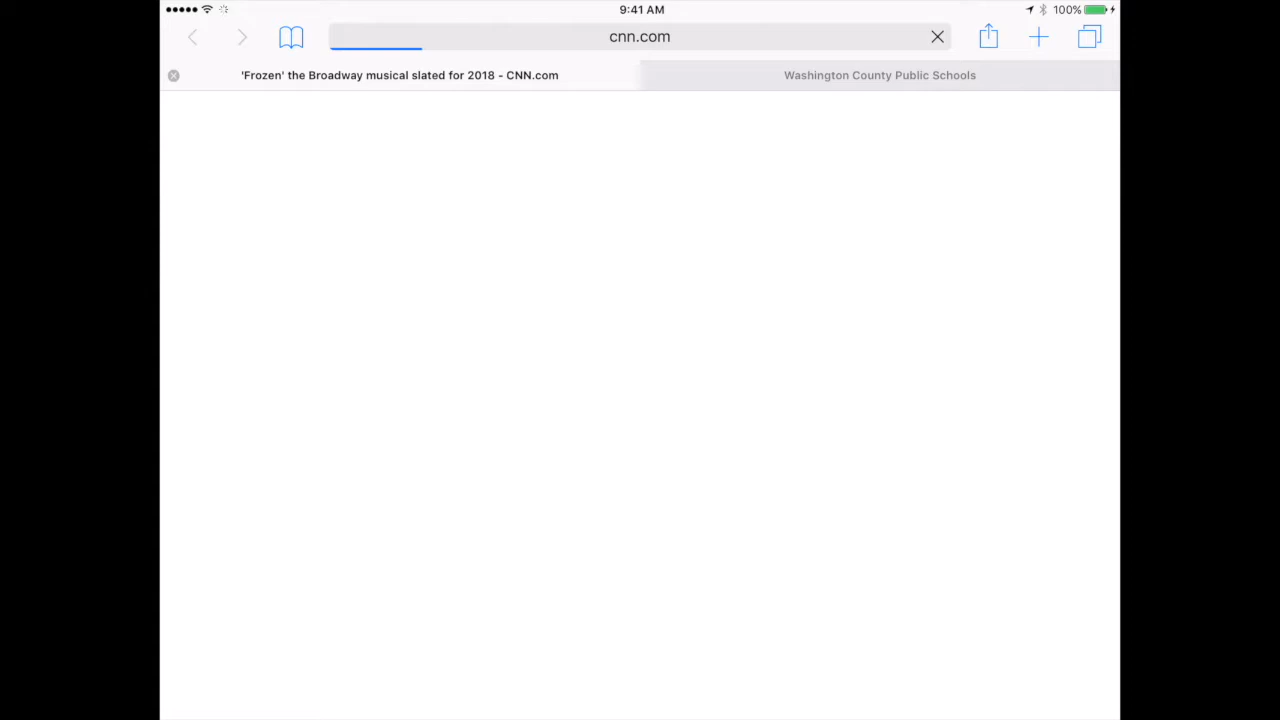 9:41 AM
100%
cnn.com
'Frozen' the Broadway musical slated for 2018 - CNN.com
Washington County Public Schools